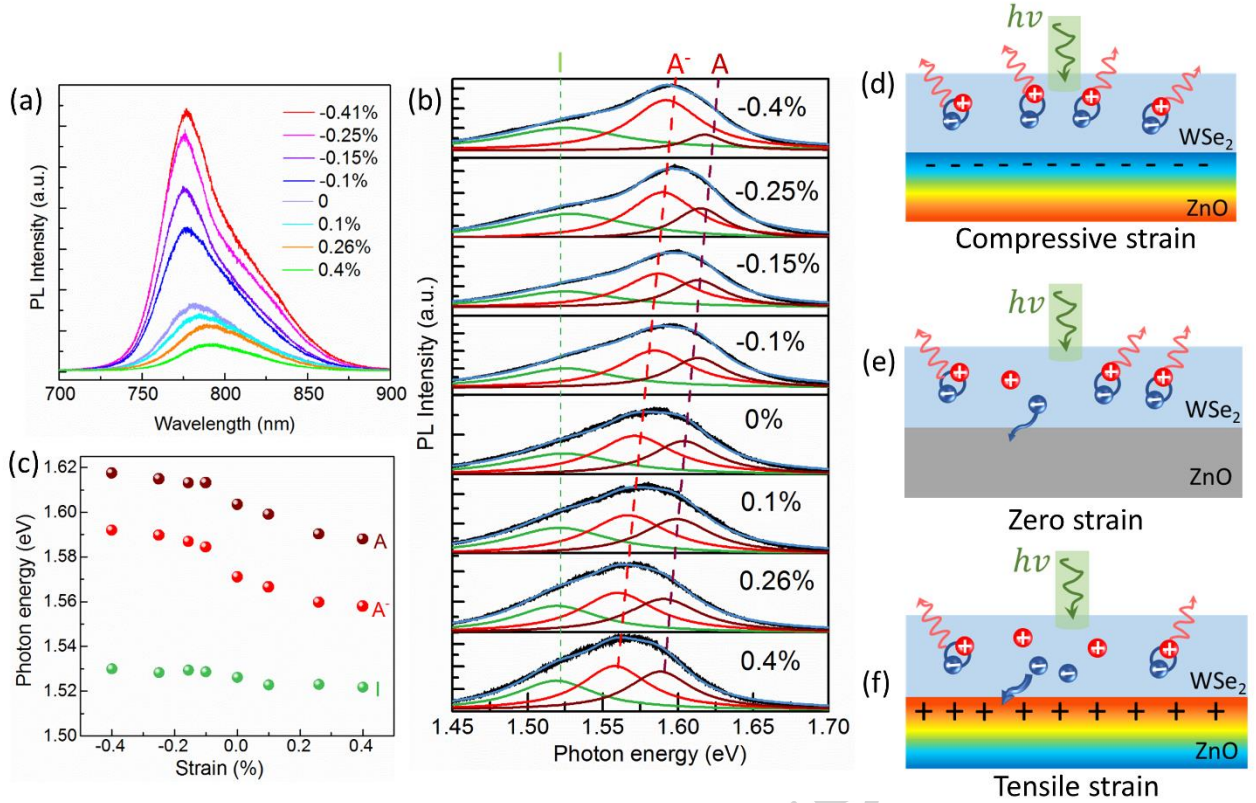 (a)
-0.41%
-0.25%
-0.15%
-0.1%
0
0.1%
0.26%
0.4%
PL Intensity (a.u.)
700 750 800 850 900
Wavelength (nm)
(b)
I A⁻ A
-0.4%
-0.25%
-0.15%
-0.1%
0%
0.1%
0.26%
0.4%
PL Intensity (a.u.)
1.45 1.50 1.55 1.60 1.65 1.70
Photon energy (eV)
(c)
1.62
1.60
1.58
1.56
1.54
1.52
1.50
Photon energy (eV)
A
A⁻
I
-0.4 -0.2 0.0 0.2 0.4
Strain (%)
(d)
hν
+ + + +
- - - -
WSe₂
- - - - - - - - - - -
ZnO
Compressive strain
(e)
hν
+ + + +
- - - -
WSe₂
ZnO
Zero strain
(f)
hν
+ + + +
- - - -
WSe₂
+ + + + + + + + +
ZnO
Tensile strain